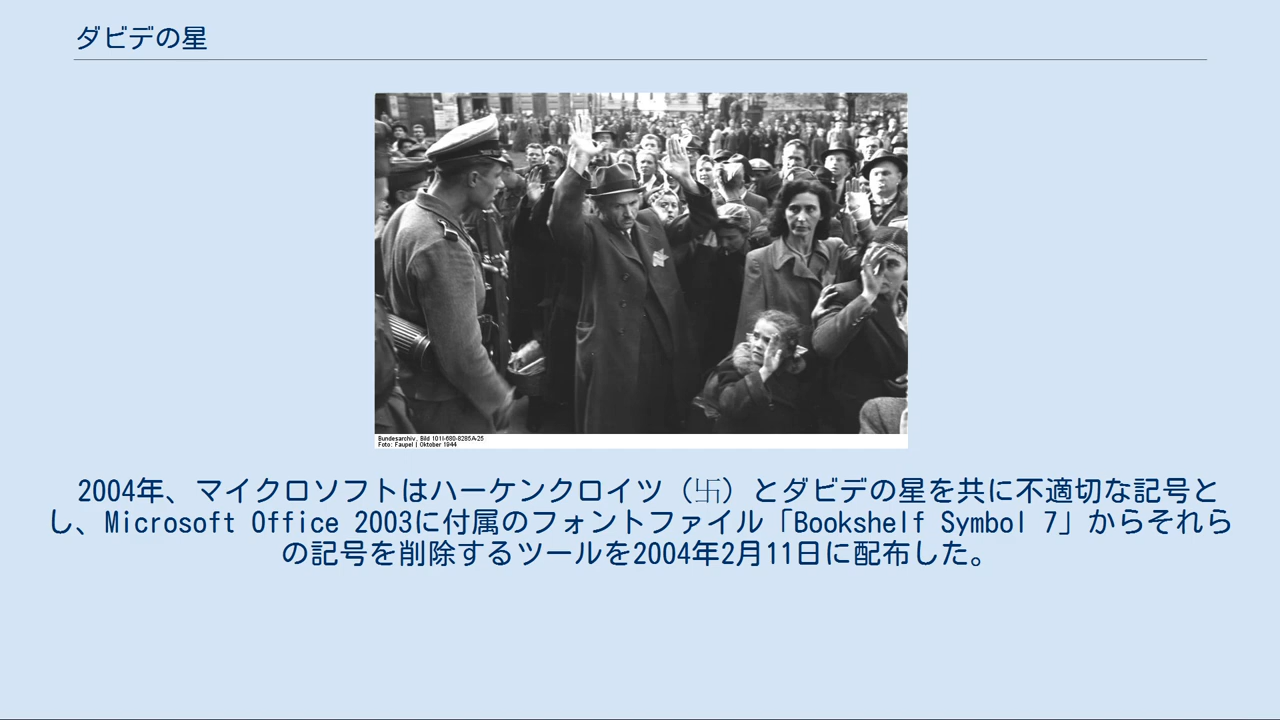 ダビデの星
Bundesarchiv, Bild 101I-680-8285A-25
Foto: Faupel | Oktober 1944
2004年、マイクロソフトはハーケンクロイツ（卐）とダビデの星を共に不適切な記号と
し、Microsoft Office 2003に付属のフォントファイル「Bookshelf Symbol 7」からそれら
の記号を削除するツールを2004年2月11日に配布した。